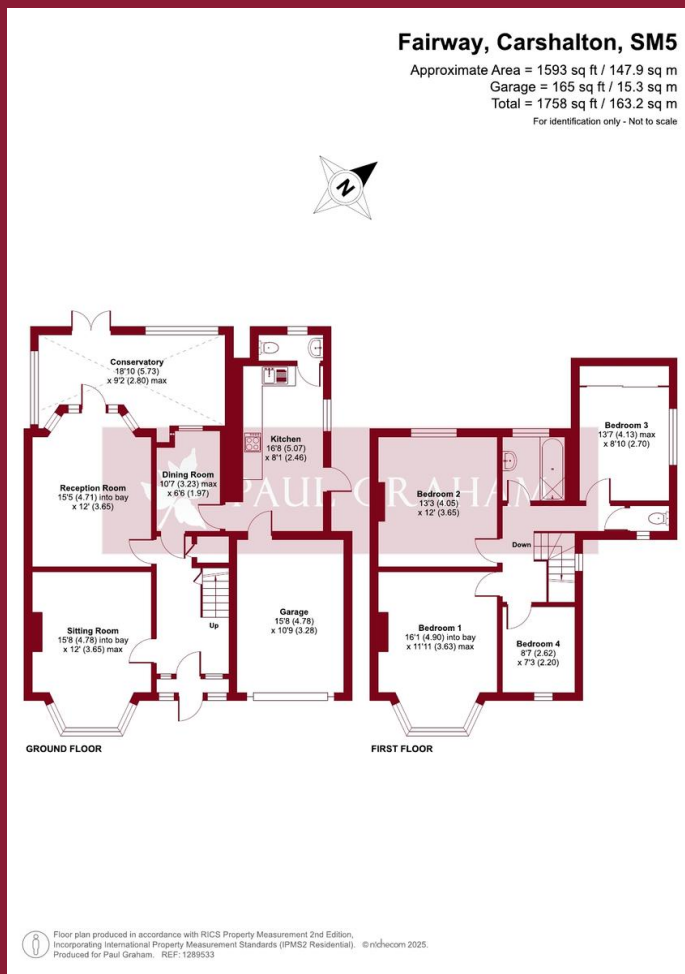 Fairway, Carshalton, SM5
Approximate Area = 1593 sq ft / 147.9 sq m
Garage = 165 sq ft / 15.3 sq m
Total = 1758 sq ft / 163.2 sq m
For identification only - Not to scale
N
Conservatory
18'10 (5.73)
x 9'2 (2.80) max
Kitchen
16'8 (5.07)
x 8'1 (2.46)
Dining Room
10'7 (3.23) max
x 6'6 (1.97)
Reception Room
15'5 (4.71) into bay
x 12' (3.65)
Sitting Room
15'8 (4.78) into bay
x 12' (3.65) max
Up
Garage
15'8 (4.78)
x 10'9 (3.28)
GROUND FLOOR
Bedroom 3
13'7 (4.13) max
x 8'10 (2.70)
Bedroom 2
13'3 (4.05)
x 12' (3.65)
Down
Bedroom 1
16'1 (4.90) into bay
x 11'11 (3.63) max
Bedroom 4
8'7 (2.62)
x 7'3 (2.20)
FIRST FLOOR
PAUL GRAHAM
Floor plan produced in accordance with RICS Property Measurement 2nd Edition,
Incorporating International Property Measurement Standards (IPMS2 Residential). © nichecom 2025.
Produced for Paul Graham. REF: 1289533